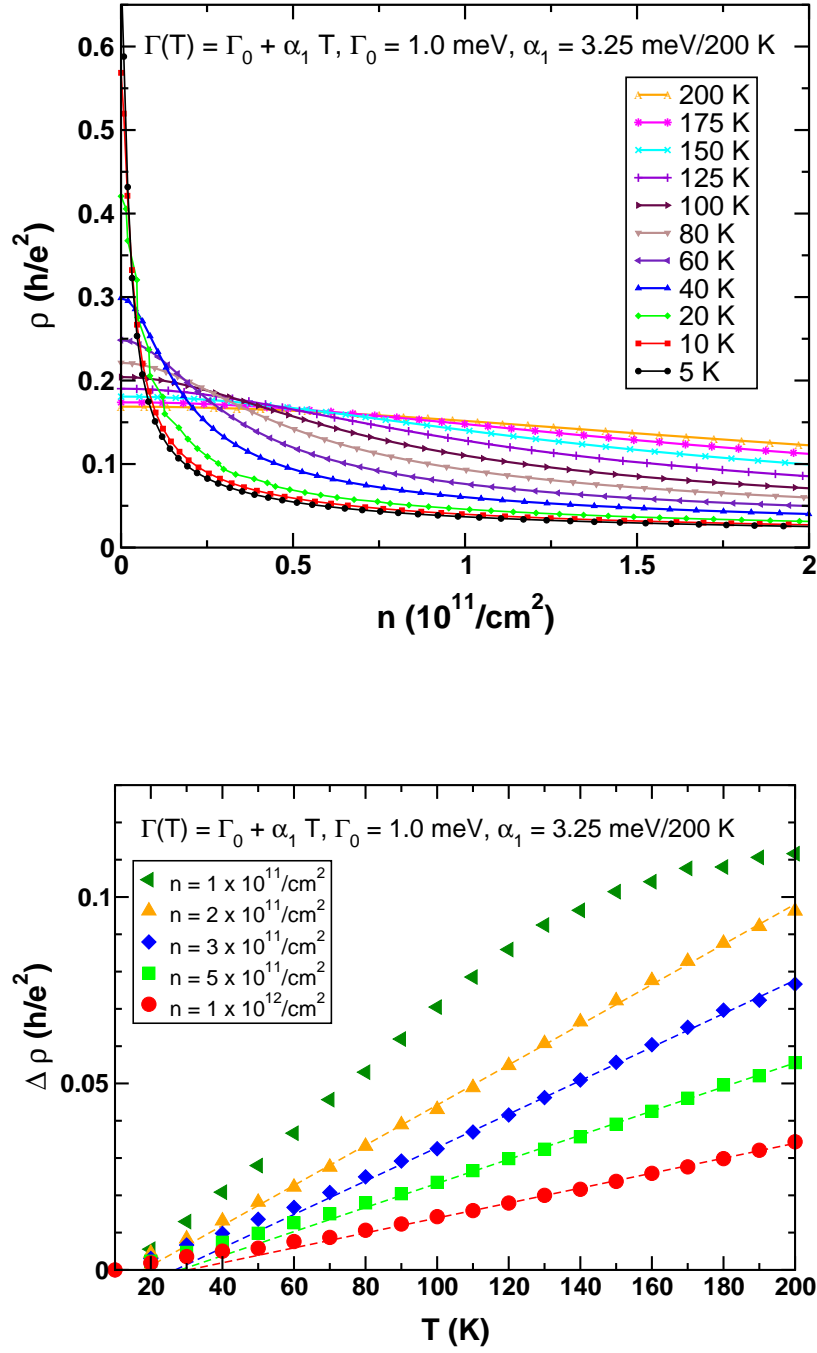 Γ(T) = Γ₀ + α₁ T, Γ₀ = 1.0 meV, α₁ = 3.25 meV/200 K
200 K
175 K
150 K
125 K
100 K
80 K
60 K
40 K
20 K
10 K
5 K
ρ (h/e²)
0.6
0.5
0.4
0.3
0.2
0.1
0
0 0.5 1 1.5 2
n (10¹¹/cm²)
Γ(T) = Γ₀ + α₁ T, Γ₀ = 1.0 meV, α₁ = 3.25 meV/200 K
n = 1 x 10¹¹/cm²
n = 2 x 10¹¹/cm²
n = 3 x 10¹¹/cm²
n = 5 x 10¹¹/cm²
n = 1 x 10¹²/cm²
Δ ρ (h/e²)
0.1
0.05
0
20 40 60 80 100 120 140 160 180 200
T (K)